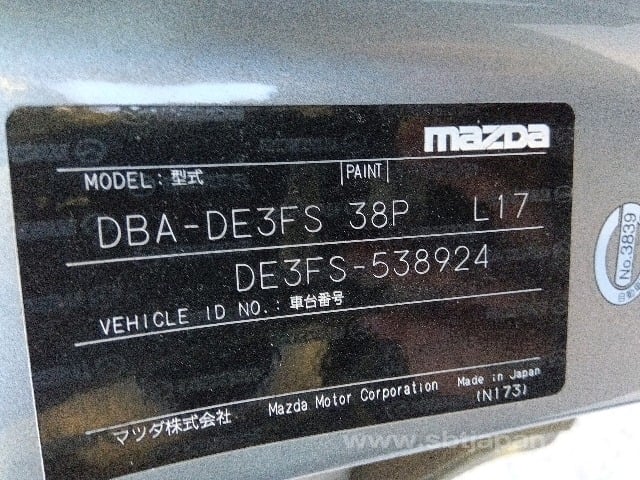 mazda
MODEL: 型式 PAINT
DBA-DE3FS 38P L17
DE3FS-538924
VEHICLE ID NO.: 車台番号
マツダ株式会社 Mazda Motor Corporation Made in Japan
(N173)
No.3839
www.sbtjapan